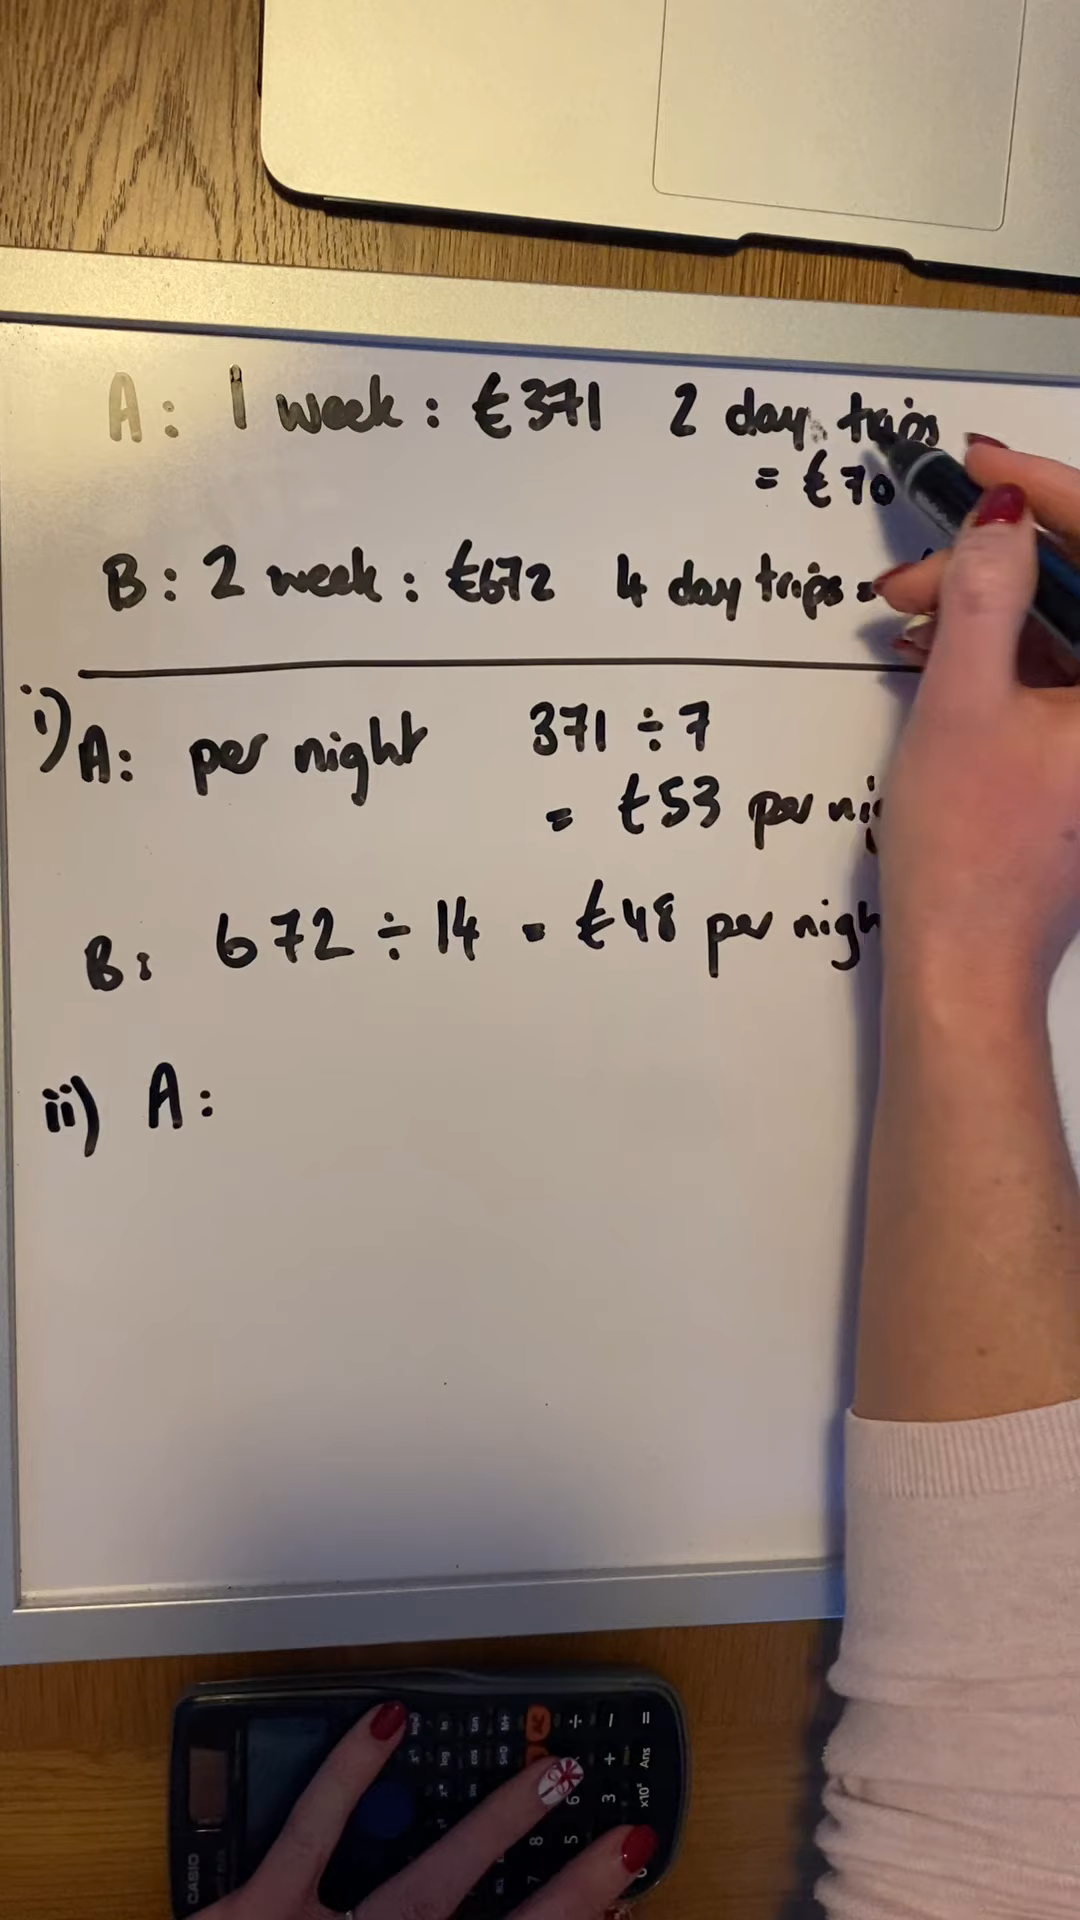 A: 1 week: €371 2 day trips
= €70
B: 2 week: €672 4 day trips =
i) A: per night 371 ÷ 7
= €53 per
B: 672 ÷ 14 = €48 per
ii) A:
CASIO